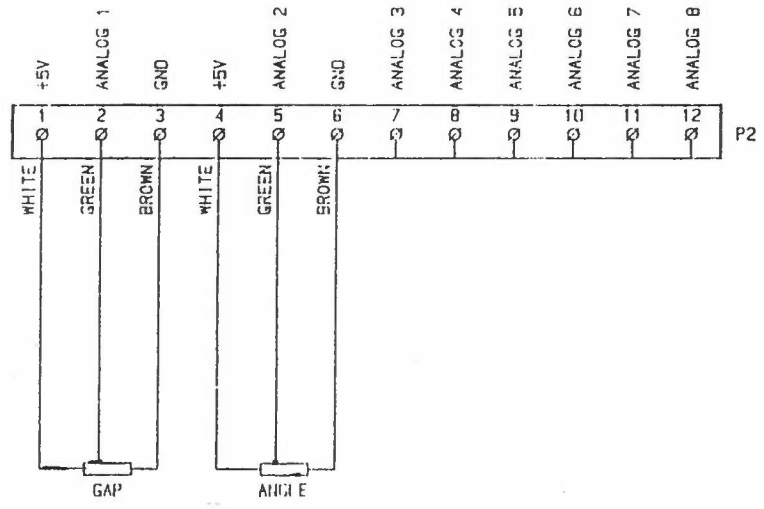 +5V ANALOG 1 GND +5V ANALOG 2 GND ANALOG 3 ANALOG 4 ANALOG 5 ANALOG 6 ANALOG 7 ANALOG 8
1 2 3 4 5 6 7 8 9 10 11 12
P2
WHITE GREEN BROWN WHITE GREEN BROWN
GAP ANGLE